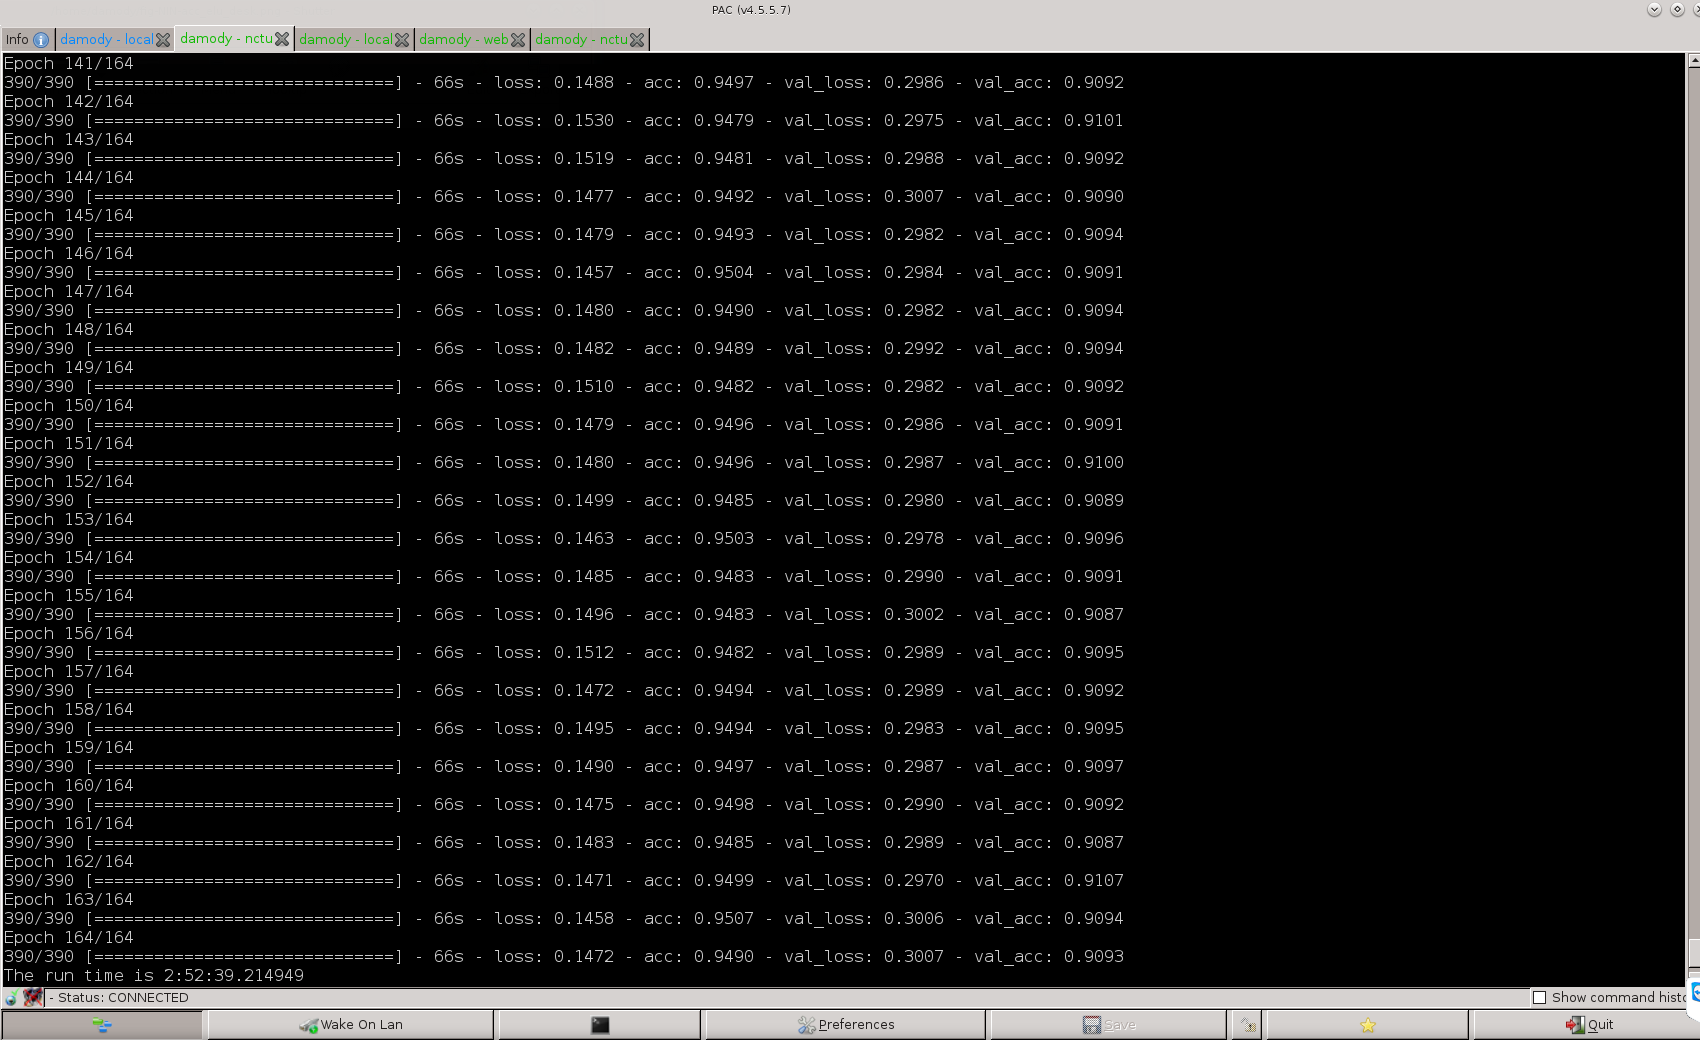 PAC (v4.5.5.7)
Info damody - local damody - nctu damody - local damody - web damody - nctu
Epoch 141/164
390/390 [==============================] - 66s - loss: 0.1488 - acc: 0.9497 - val_loss: 0.2986 - val_acc: 0.9092
Epoch 142/164
390/390 [==============================] - 66s - loss: 0.1530 - acc: 0.9479 - val_loss: 0.2975 - val_acc: 0.9101
Epoch 143/164
390/390 [==============================] - 66s - loss: 0.1519 - acc: 0.9481 - val_loss: 0.2988 - val_acc: 0.9092
Epoch 144/164
390/390 [==============================] - 66s - loss: 0.1477 - acc: 0.9492 - val_loss: 0.3007 - val_acc: 0.9090
Epoch 145/164
390/390 [==============================] - 66s - loss: 0.1479 - acc: 0.9493 - val_loss: 0.2982 - val_acc: 0.9094
Epoch 146/164
390/390 [==============================] - 66s - loss: 0.1457 - acc: 0.9504 - val_loss: 0.2984 - val_acc: 0.9091
Epoch 147/164
390/390 [==============================] - 66s - loss: 0.1480 - acc: 0.9490 - val_loss: 0.2982 - val_acc: 0.9094
Epoch 148/164
390/390 [==============================] - 66s - loss: 0.1482 - acc: 0.9489 - val_loss: 0.2992 - val_acc: 0.9094
Epoch 149/164
390/390 [==============================] - 66s - loss: 0.1510 - acc: 0.9482 - val_loss: 0.2982 - val_acc: 0.9092
Epoch 150/164
390/390 [==============================] - 66s - loss: 0.1479 - acc: 0.9496 - val_loss: 0.2986 - val_acc: 0.9091
Epoch 151/164
390/390 [==============================] - 66s - loss: 0.1480 - acc: 0.9496 - val_loss: 0.2987 - val_acc: 0.9100
Epoch 152/164
390/390 [==============================] - 66s - loss: 0.1499 - acc: 0.9485 - val_loss: 0.2980 - val_acc: 0.9089
Epoch 153/164
390/390 [==============================] - 66s - loss: 0.1463 - acc: 0.9503 - val_loss: 0.2978 - val_acc: 0.9096
Epoch 154/164
390/390 [==============================] - 66s - loss: 0.1485 - acc: 0.9483 - val_loss: 0.2990 - val_acc: 0.9091
Epoch 155/164
390/390 [==============================] - 66s - loss: 0.1496 - acc: 0.9483 - val_loss: 0.3002 - val_acc: 0.9087
Epoch 156/164
390/390 [==============================] - 66s - loss: 0.1512 - acc: 0.9482 - val_loss: 0.2989 - val_acc: 0.9095
Epoch 157/164
390/390 [==============================] - 66s - loss: 0.1472 - acc: 0.9494 - val_loss: 0.2989 - val_acc: 0.9092
Epoch 158/164
390/390 [==============================] - 66s - loss: 0.1495 - acc: 0.9494 - val_loss: 0.2983 - val_acc: 0.9095
Epoch 159/164
390/390 [==============================] - 66s - loss: 0.1490 - acc: 0.9497 - val_loss: 0.2987 - val_acc: 0.9097
Epoch 160/164
390/390 [==============================] - 66s - loss: 0.1475 - acc: 0.9498 - val_loss: 0.2990 - val_acc: 0.9092
Epoch 161/164
390/390 [==============================] - 66s - loss: 0.1483 - acc: 0.9485 - val_loss: 0.2989 - val_acc: 0.9087
Epoch 162/164
390/390 [==============================] - 66s - loss: 0.1471 - acc: 0.9499 - val_loss: 0.2970 - val_acc: 0.9107
Epoch 163/164
390/390 [==============================] - 66s - loss: 0.1458 - acc: 0.9507 - val_loss: 0.3006 - val_acc: 0.9094
Epoch 164/164
390/390 [==============================] - 66s - loss: 0.1472 - acc: 0.9490 - val_loss: 0.3007 - val_acc: 0.9093
The run time is 2:52:39.214949
- Status: CONNECTED Show command histo
Wake On Lan Preferences Save Quit